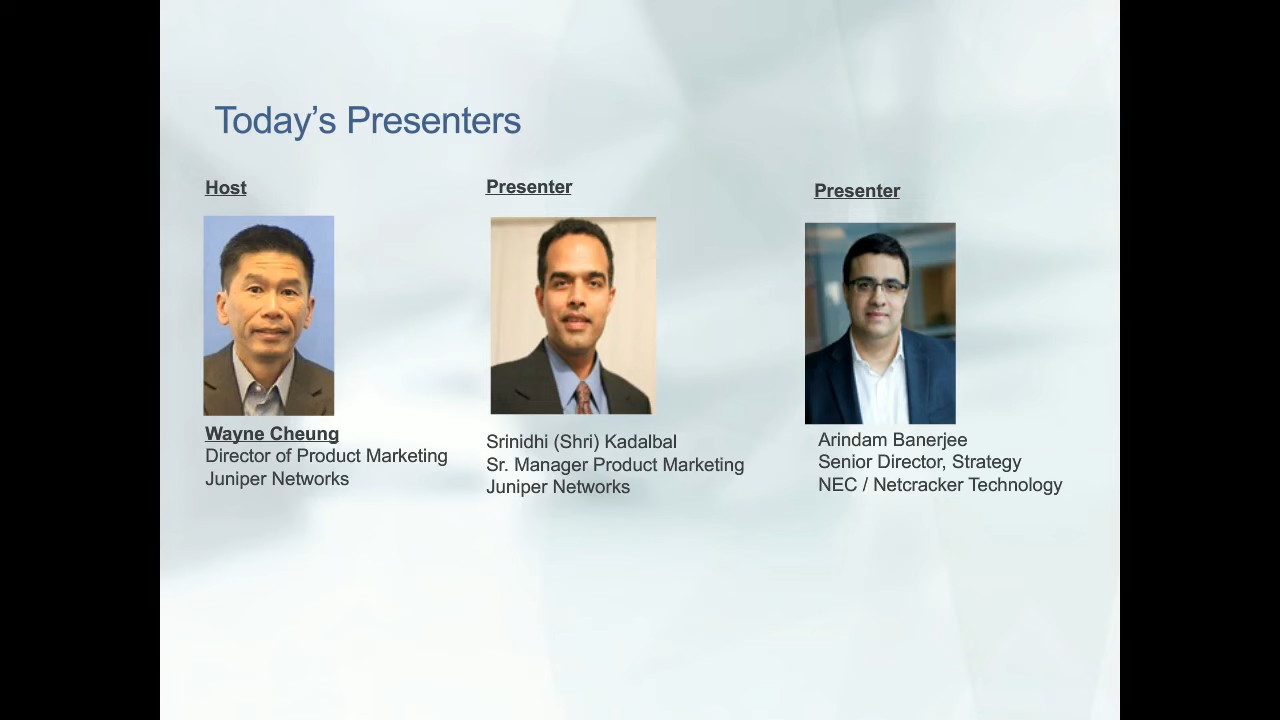 Today’s Presenters
Host
Wayne Cheung
Director of Product Marketing
Juniper Networks
Presenter
Srinidhi (Shri) Kadalbal
Sr. Manager Product Marketing
Juniper Networks
Presenter
Arindam Banerjee
Senior Director, Strategy
NEC / Netcracker Technology